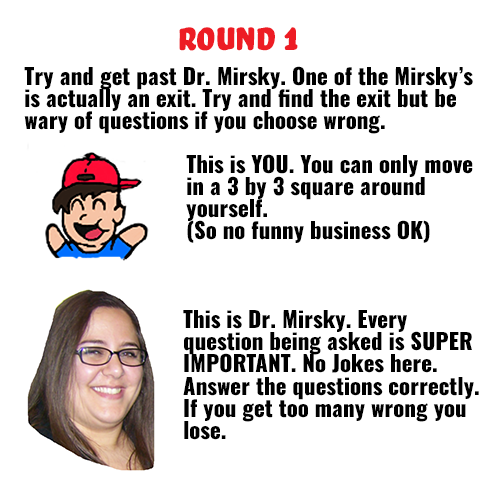 ROUND 1
Try and get past Dr. Mirsky. One of the Mirsky's
is actually an exit. Try and find the exit but be
wary of questions if you choose wrong.
This is YOU. You can only move
in a 3 by 3 square around
yourself.
(So no funny business OK)
This is Dr. Mirsky. Every
question being asked is SUPER
IMPORTANT. No Jokes here.
Answer the questions correctly.
If you get too many wrong you
lose.